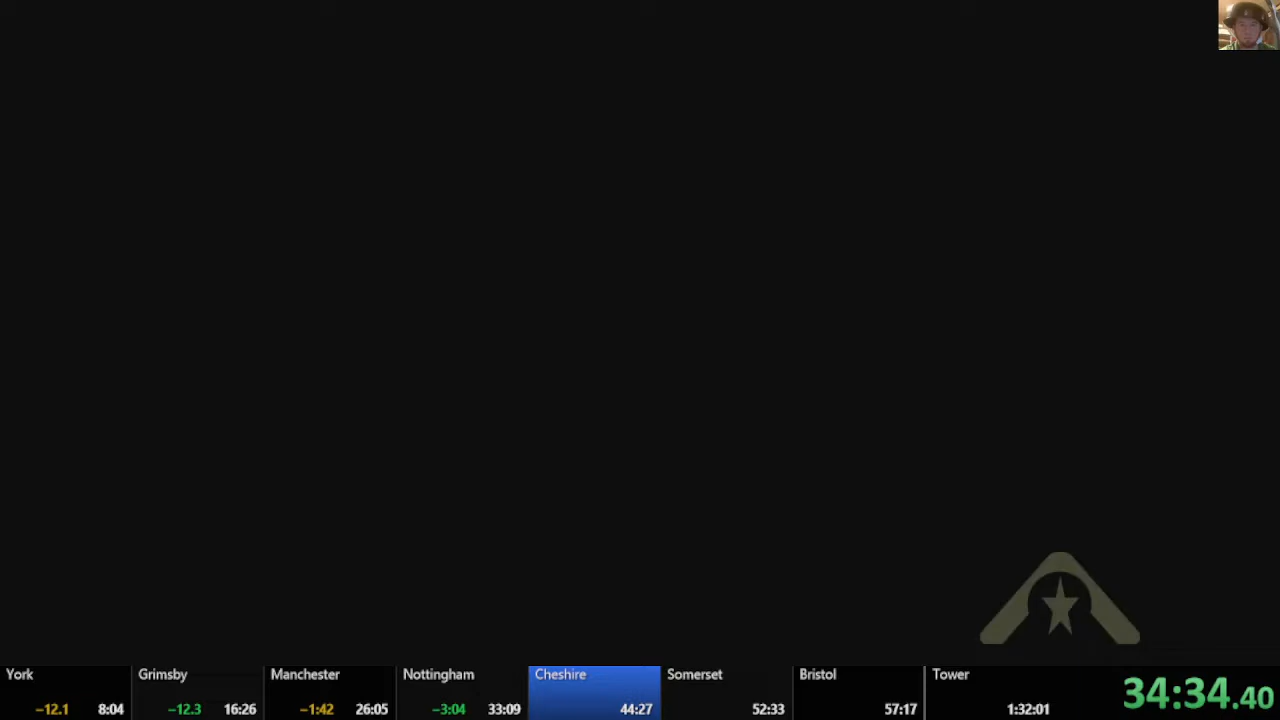 York
−12.1 8:04
Grimsby
−12.3 16:26
Manchester
−1:42 26:05
Nottingham
−3:04 33:09
Cheshire
44:27
Somerset
52:33
Bristol
57:17
Tower
1:32:01
34:34.40